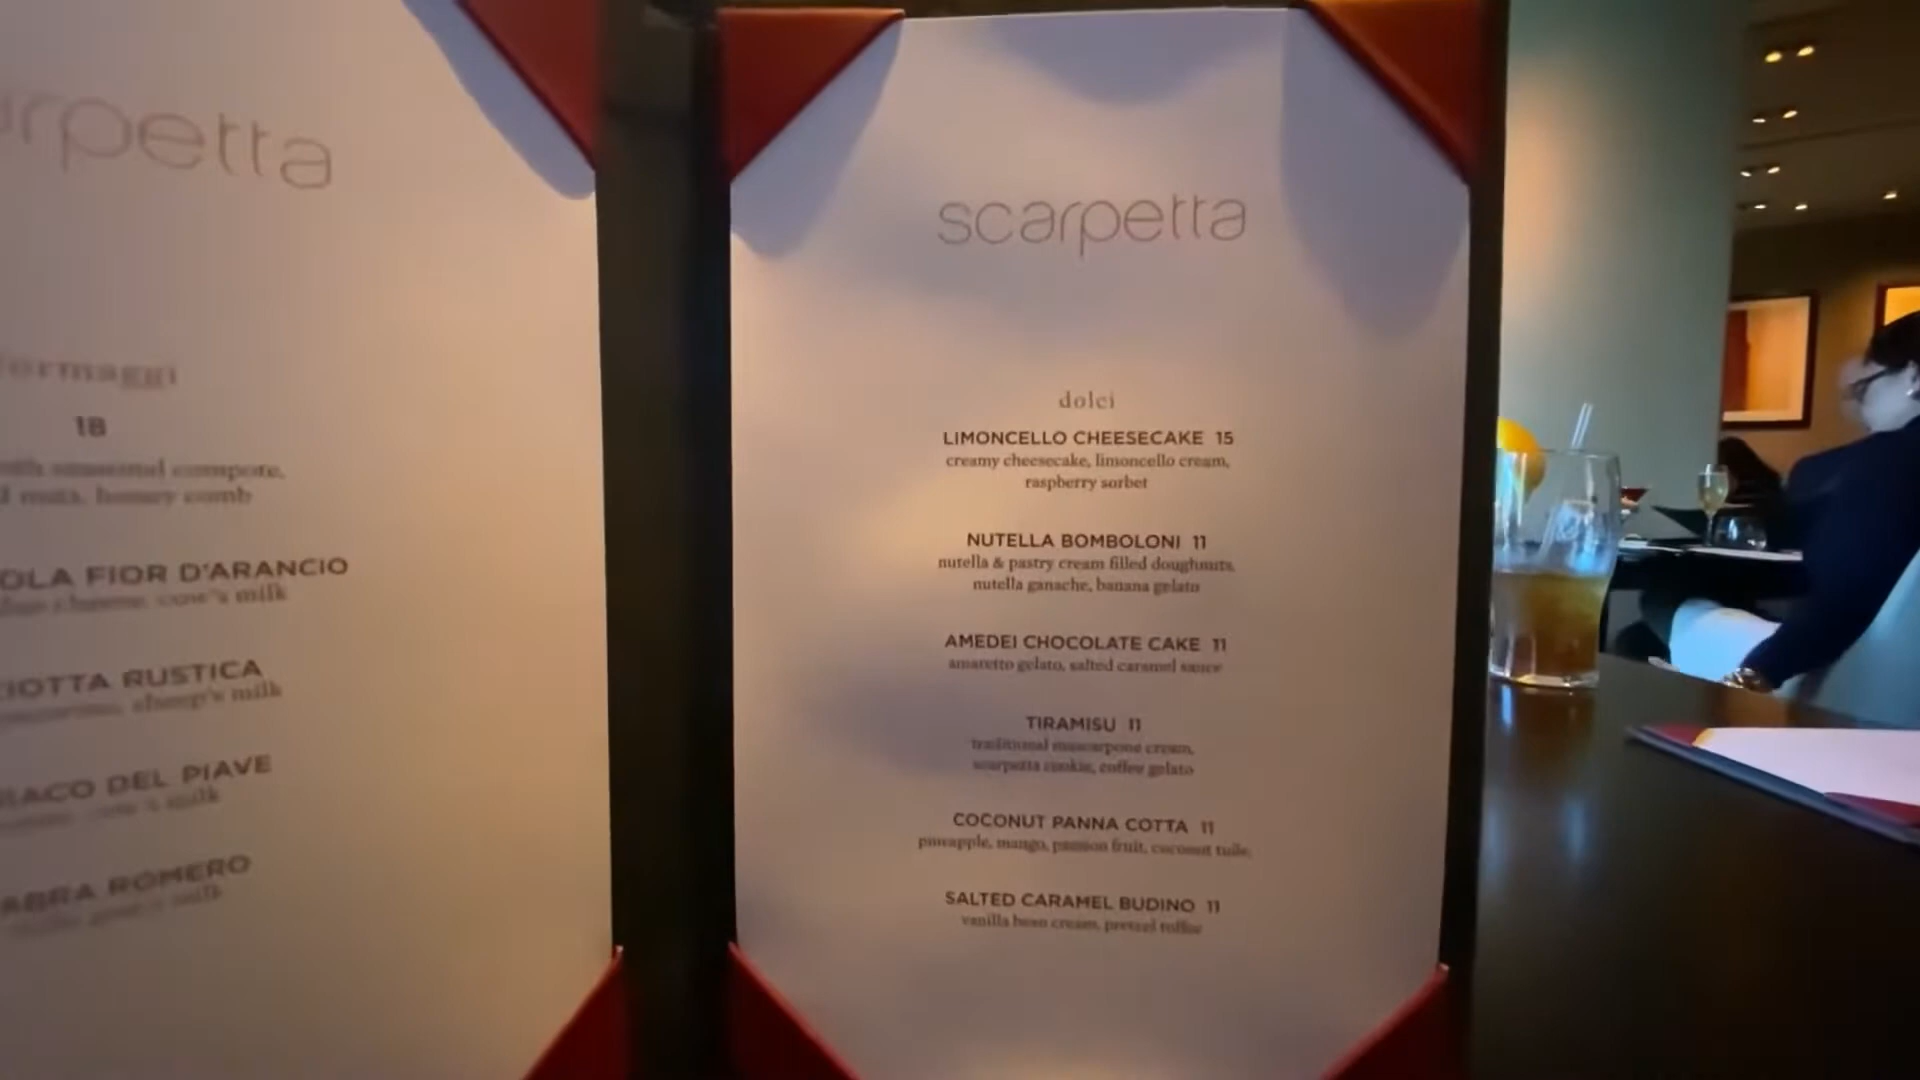 arpetta
formaggi
18
seasonal compote,
nuts, honey comb
OLA FIOR D'ARANCIO
cow's milk
IOTTA RUSTICA
sheep's milk
RACO DEL PIAVE
cow's milk
ABRA ROMERO
goat's milk
scarpetta
dolci
LIMONCELLO CHEESECAKE 15
creamy cheesecake, limoncello cream,
raspberry sorbet
NUTELLA BOMBOLONI 11
nutella & pastry cream filled doughnuts,
nutella ganache, banana gelato
AMEDEI CHOCOLATE CAKE 11
amaretto gelato, salted caramel sauce
TIRAMISU 11
traditional mascarpone cream,
scarpetta cookie, coffee gelato
COCONUT PANNA COTTA 11
pineapple, mango, passion fruit, coconut tuile
SALTED CARAMEL BUDINO 11
vanilla bean cream, pretzel toffee